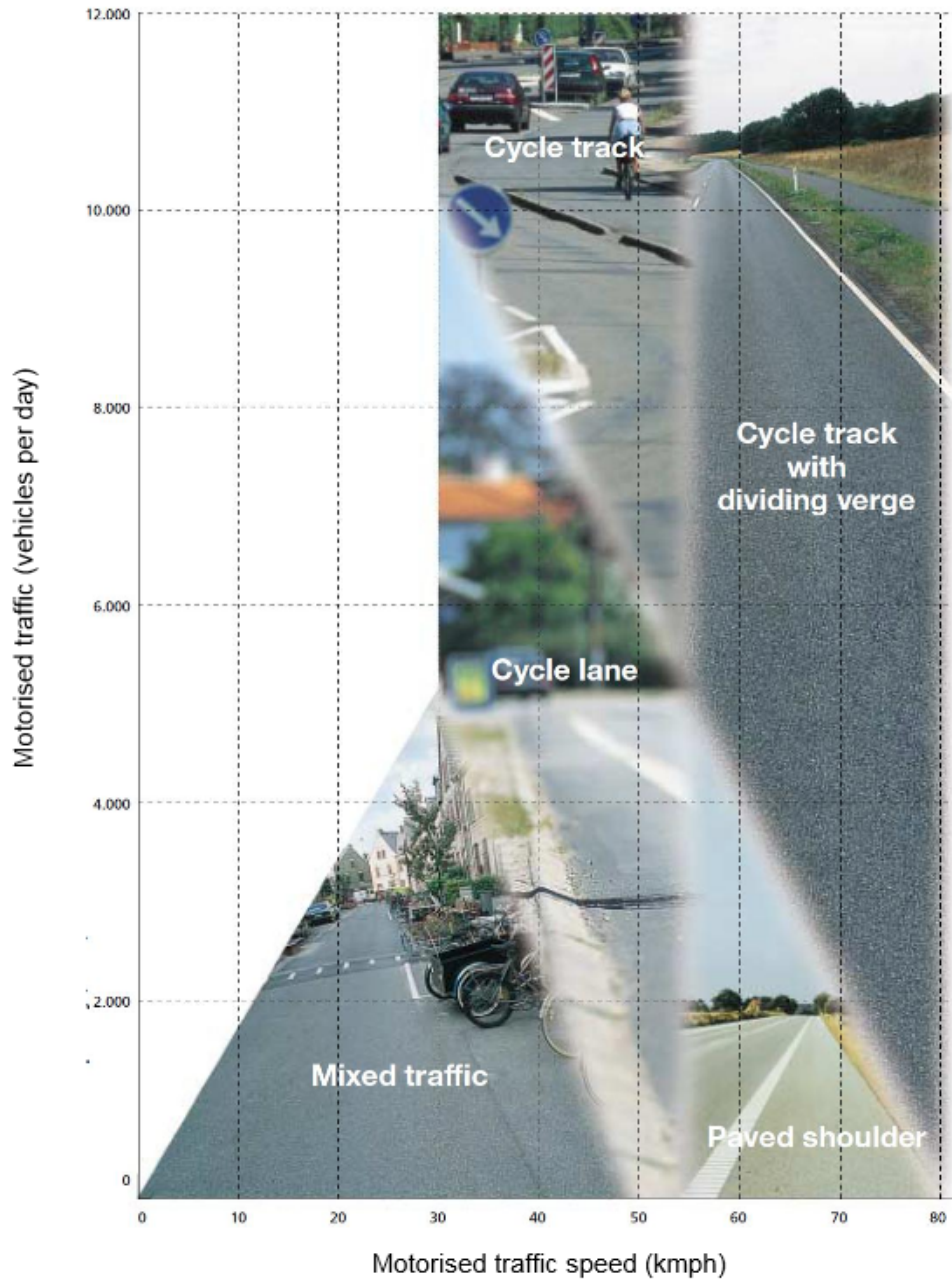 12.000
10.000
8.000
6.000
4.000
2.000
0
Motorised traffic (vehicles per day)
Cycle track
Cycle track
with
dividing verge
Cycle lane
Mixed traffic
Paved shoulder
0 10 20 30 40 50 60 70 80
Motorised traffic speed (kmph)